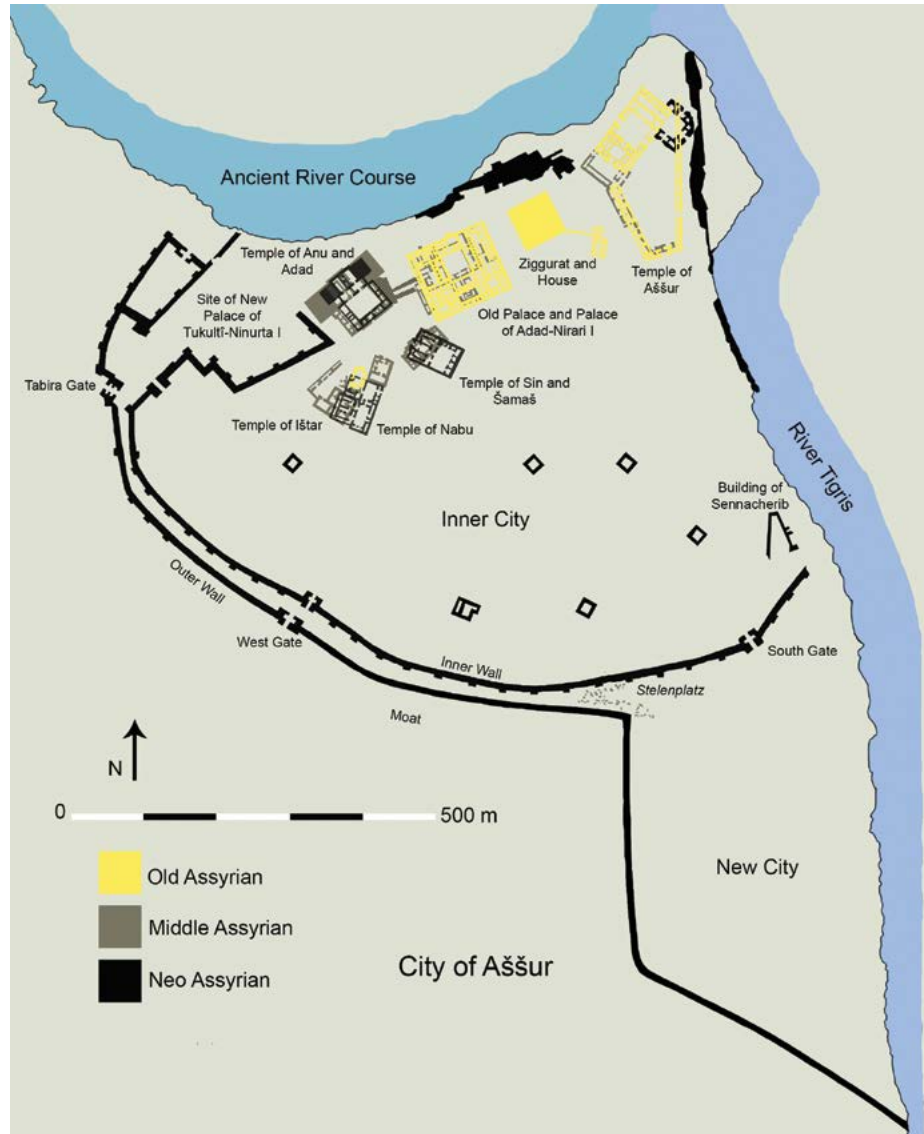 Ancient River Course
Temple of Anu and
Adad
Site of New
Palace of
Tukultī-Ninurta I
Ziggurat and
House
Temple of
Aššur
Old Palace and Palace
of Adad-Nirari I
Tabira Gate
Temple of Sin and
Šamaš
Temple of Ištar
Temple of Nabu
River Tigris
Building of
Sennacherib
Inner City
Outer Wall
West Gate
Inner Wall
South Gate
Stelenplatz
Moat
N
0
500 m
New City
Old Assyrian
Middle Assyrian
Neo Assyrian
City of Aššur